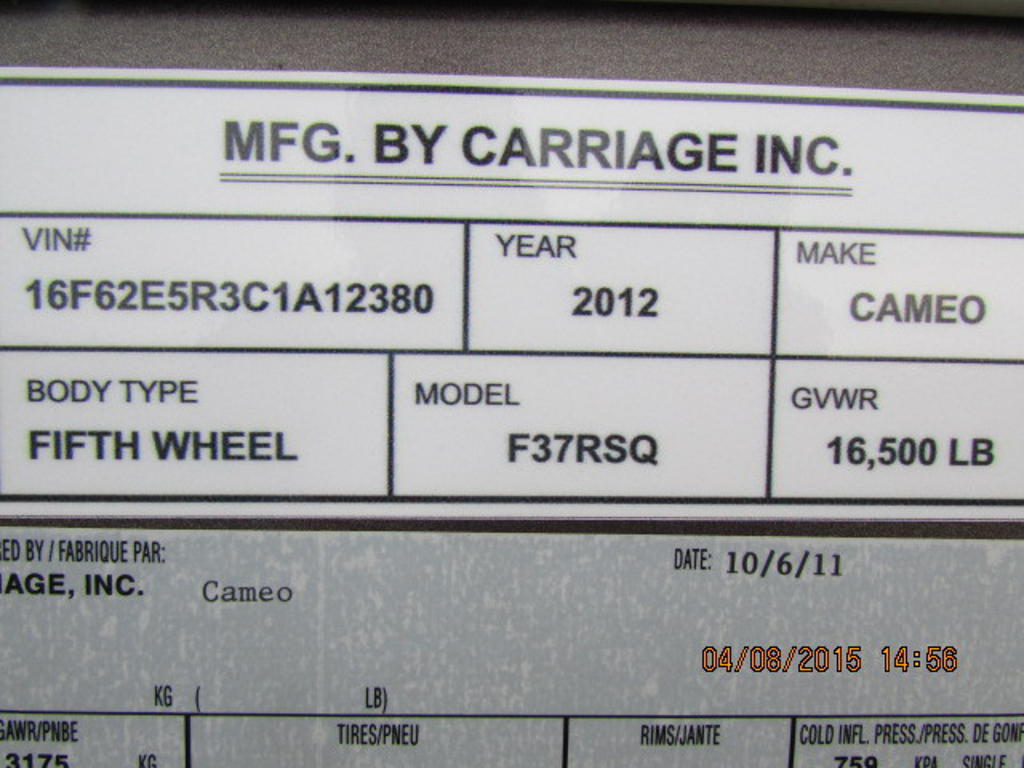 MFG. BY CARRIAGE INC.
VIN# YEAR MAKE
16F62E5R3C1A12380 2012 CAMEO
BODY TYPE MODEL GVWR
FIFTH WHEEL F37RSQ 16,500 LB
ED BY / FABRIQUE PAR: DATE: 10/6/11
IAGE, INC. Cameo
04/08/2015 14:56
KG ( LB)
GAWR/PNBE TIRES/PNEU RIMS/JANTE COLD INFL. PRESS./PRESS. DE GONF
3175 KG 759 KPA SINGLE